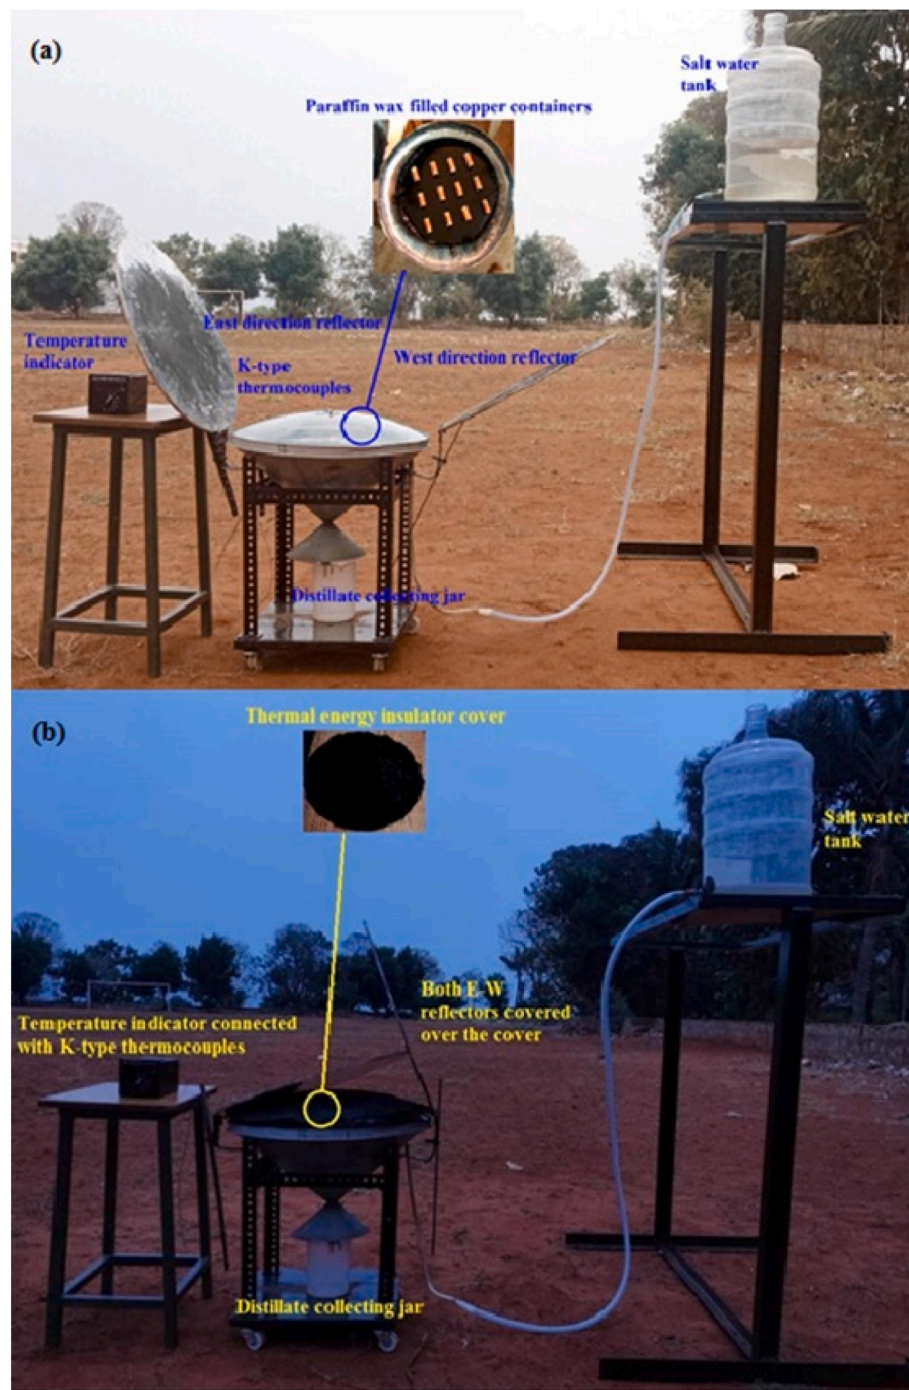 (a)
Salt water
tank
Paraffin wax filled copper containers
East direction reflector
Temperature
indicator
K-type
thermocouples
West direction reflector
Distillate collecting jar
(b)
Thermal energy insulator cover
Salt water
tank
Both E-W
reflectors covered
over the cover
Temperature indicator connected
with K-type thermocouples
Distillate collecting jar